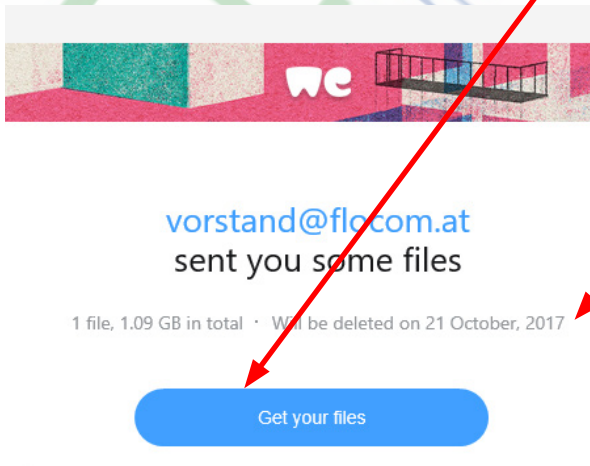 we
vorstand@flocom.at
sent you some files
1 file, 1.09 GB in total · Will be deleted on 21 October, 2017
Get your files